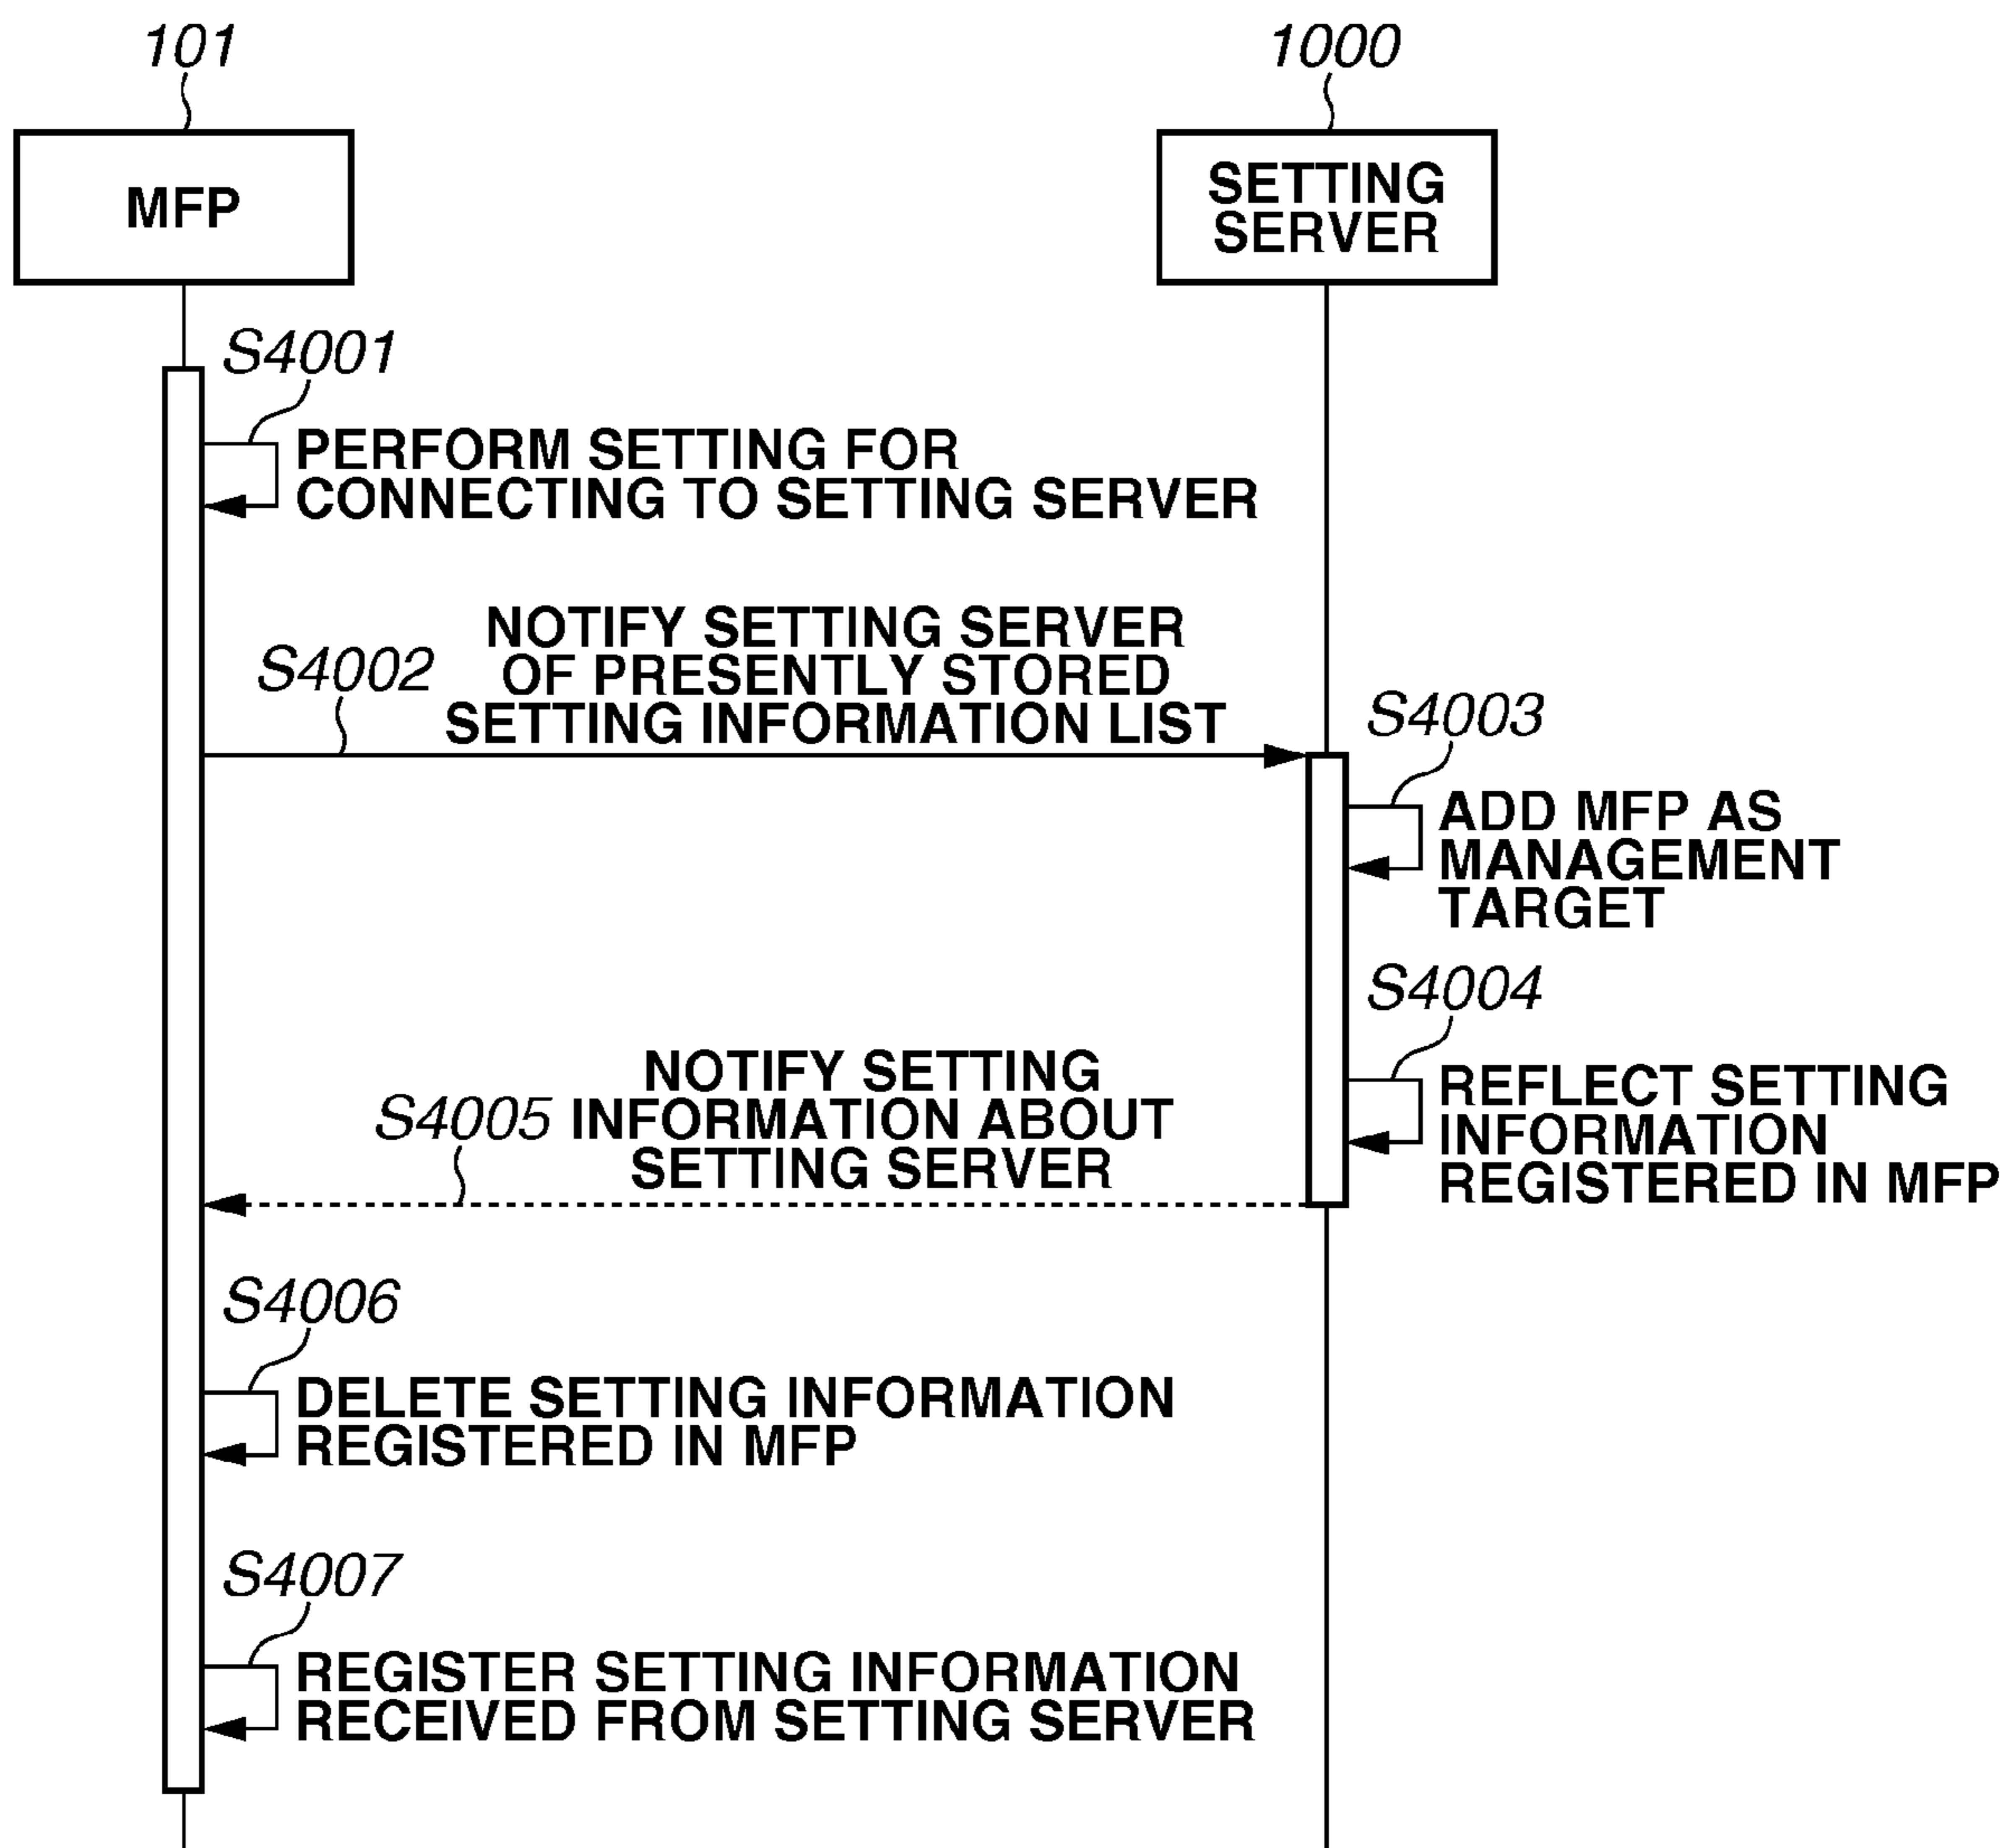 101
1000
MFP
SETTING
SERVER
S4001
PERFORM SETTING FOR
CONNECTING TO SETTING SERVER
S4002
NOTIFY SETTING SERVER
OF PRESENTLY STORED
SETTING INFORMATION LIST
S4003
ADD MFP AS
MANAGEMENT
TARGET
S4004
REFLECT SETTING
INFORMATION
REGISTERED IN MFP
S4005
NOTIFY SETTING
INFORMATION ABOUT
SETTING SERVER
S4006
DELETE SETTING INFORMATION
REGISTERED IN MFP
S4007
REGISTER SETTING INFORMATION
RECEIVED FROM SETTING SERVER